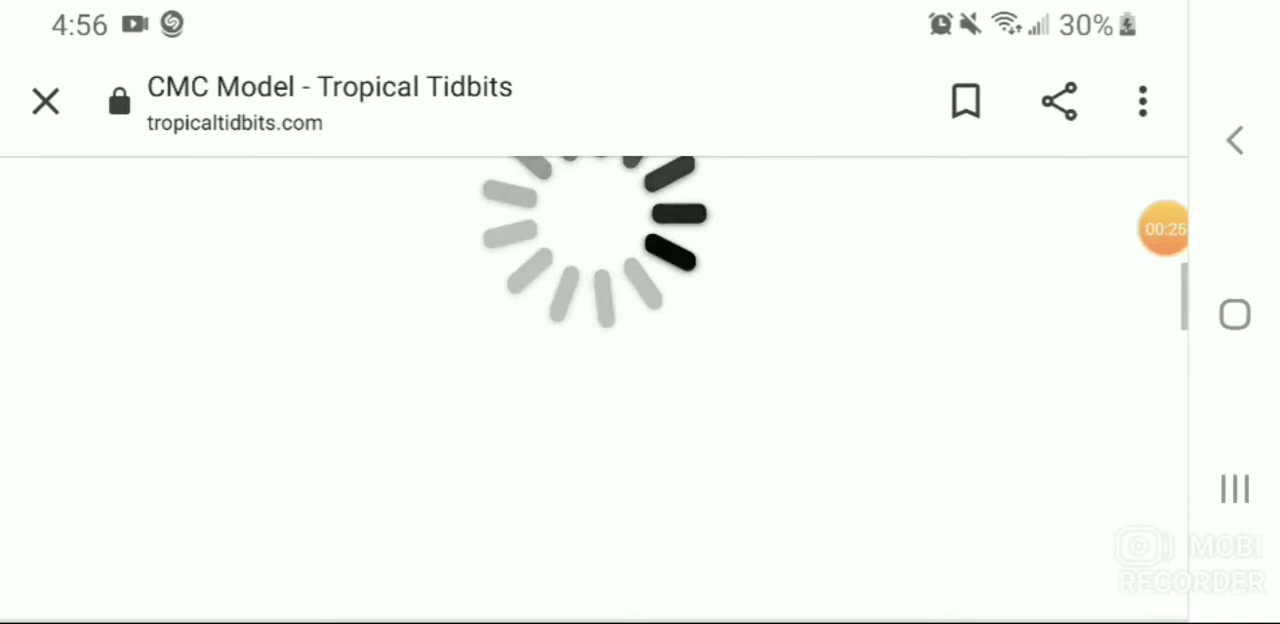 4:56
30%
CMC Model - Tropical Tidbits
tropicaltidbits.com
00:26
MOBI
RECORDER